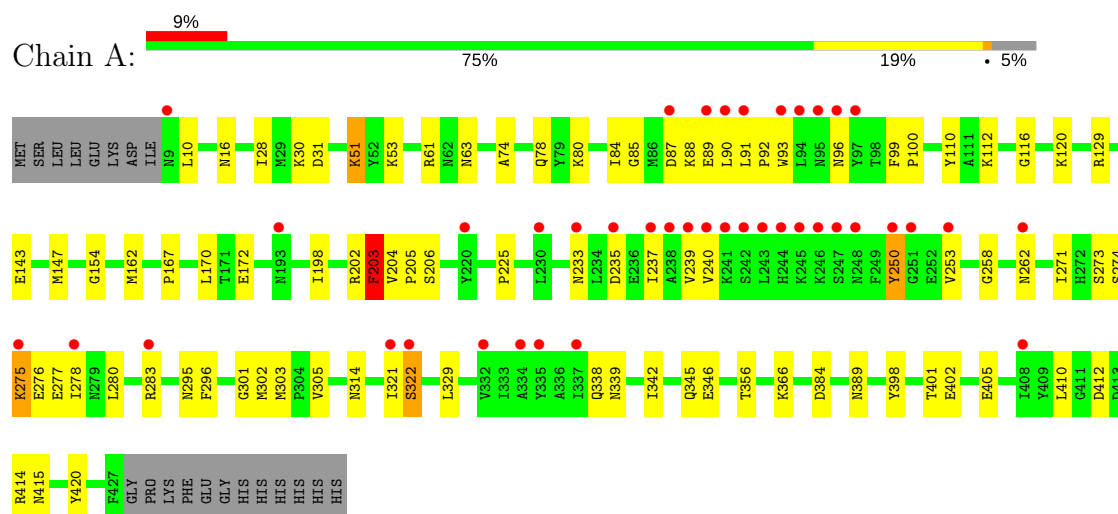 9%
Chain A:
75% 19% • 5%
MET SER LEU LEU GLU LYS ASP ILE N9 L10 N16 I28 M29 K30 D31 K51 Y52 K53 R61 N62 N63 A74 Q78 Y79 K80 I84 G85 M86 D87 K88 E89 L90 L91 P92 W93 L94 N95 N96 Y97 T98 F99 P100 Y110 A111 K112 G116 K120 R129
E143 M147 G154 M162 P167 L170 T171 E172 N193 I198 R202 F203 V204 P205 S206 Y220 P225 L230 N233 L234 D235 E236 I237 A238 V239 V240 K241 S242 L243 H244 K245 K246 S247 N248 F249 Y250 G251 E252 V253 G258 N262 I271 H272 S273 S274
K275 E276 E277 I278 N279 L280 R283 N295 F296 G301 M302 M303 P304 V305 N314 I321 S322 L329 V332 I333 A334 Y335 A336 I337 Q338 N339 I342 Q345 E346 T356 K366 D384 N389 Y398 T401 E402 E405 I408 Y409 L410 G411 D412 D413
R414 N415 Y420 F427 GLY PRO LYS PHE GLU GLY HIS HIS HIS HIS HIS HIS